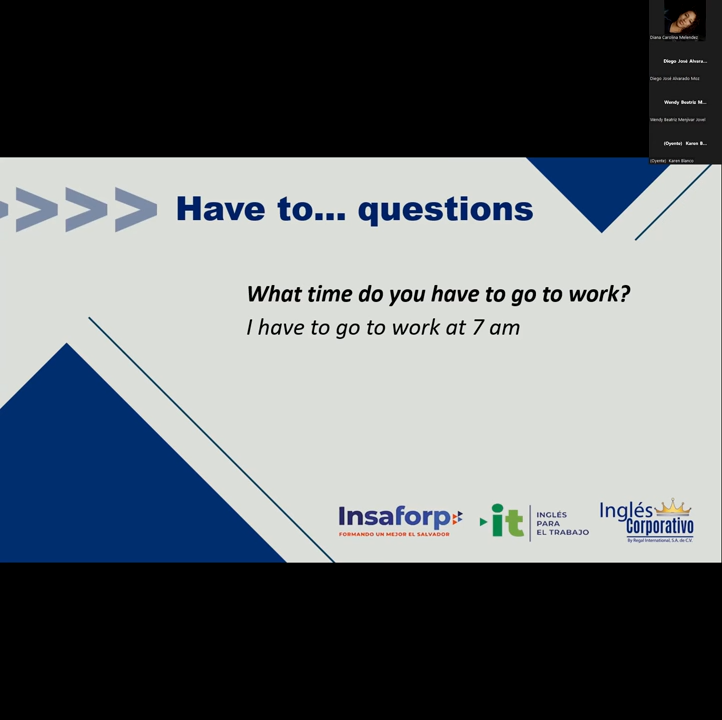 Diana Carolina Melendez
Diego José Alvara...
Diego José Alvarado Moz
Wendy Beatriz M...
Wendy Beatriz Menjivar Jovel
(Oyente) Karen B...
(Oyente) Karen Blanco
>>>> Have to... questions
What time do you have to go to work?
I have to go to work at 7 am
Insaforp
FORMANDO UN MEJOR EL SALVADOR
it
INGLÉS
PARA
EL TRABAJO
Inglés
Corporativo
By Regal International, S.A. de C.V.